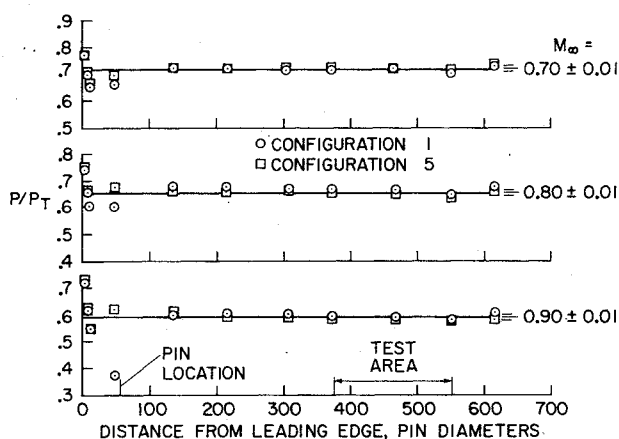 .9
.8
.7
.6
.5
M∞ =
0.70 ± 0.01
○ CONFIGURATION 1
□ CONFIGURATION 5
P/PT
.8
.7
.6
.5
.4
0.80 ± 0.01
.7
.6
.5
.4
.3
0.90 ± 0.01
PIN
LOCATION
TEST
AREA
0 100 200 300 400 500 600 700
DISTANCE FROM LEADING EDGE, PIN DIAMETERS